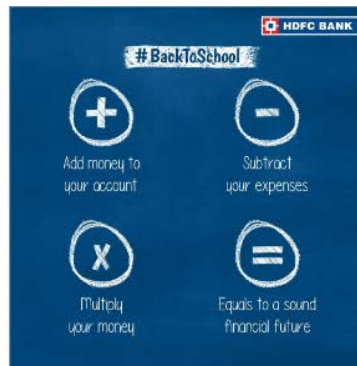 HDFC BANK
#BackToSchool
+
Add money to
your account
-
Subtract
your expenses
x
Multiply
your money
=
Equals to a sound
financial future